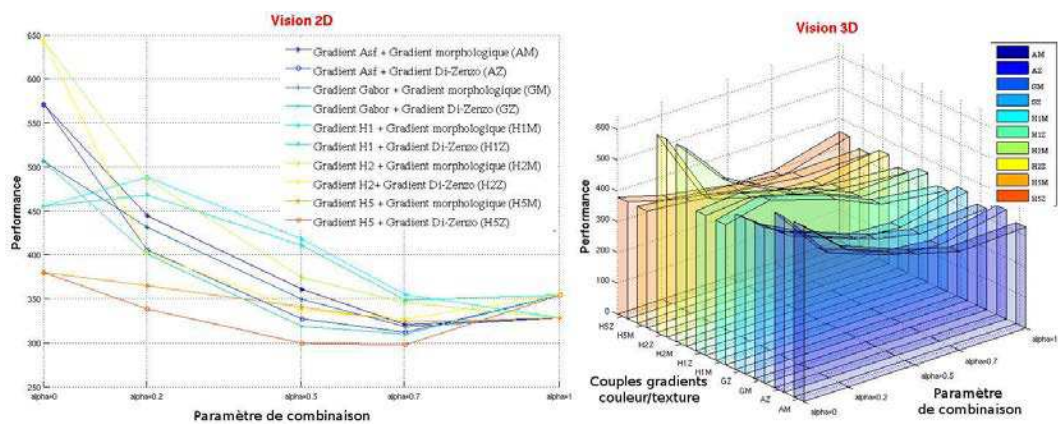 Vision 2D
650
600
550
500
450
400
350
300
250
Performance
Gradient Asf + Gradient morphologique (AM)
Gradient Asf + Gradient Di-Zenzo (AZ)
Gradient Gabor + Gradient morphologique (GM)
Gradient Gabor + Gradient Di-Zenzo (GZ)
Gradient H1 + Gradient morphologique (H1M)
Gradient H1 + Gradient Di-Zenzo (H1Z)
Gradient H2 + Gradient morphologique (H2M)
Gradient H2+ Gradient Di-Zenzo (H2Z)
Gradient H5 + Gradient morphologique (H5M)
Gradient H5 + Gradient Di-Zenzo (H5Z)
alpha=0 alpha=0.2 alpha=0.5 alpha=0.7 alpha=1
Paramètre de combinaison
Vision 3D
AM
AZ
GM
GZ
H1M
H1Z
H2M
H2Z
H5M
H5Z
600
500
400
300
200
100
0
Performance
H5Z
H5M
H2Z
H2M
H1Z
H1M
GZ
GM
AZ
AM
Couples gradients
couleur/texture
alpha=0
alpha=0.2
alpha=0.5
alpha=0.7
alpha=1
Paramètre
de combinaison